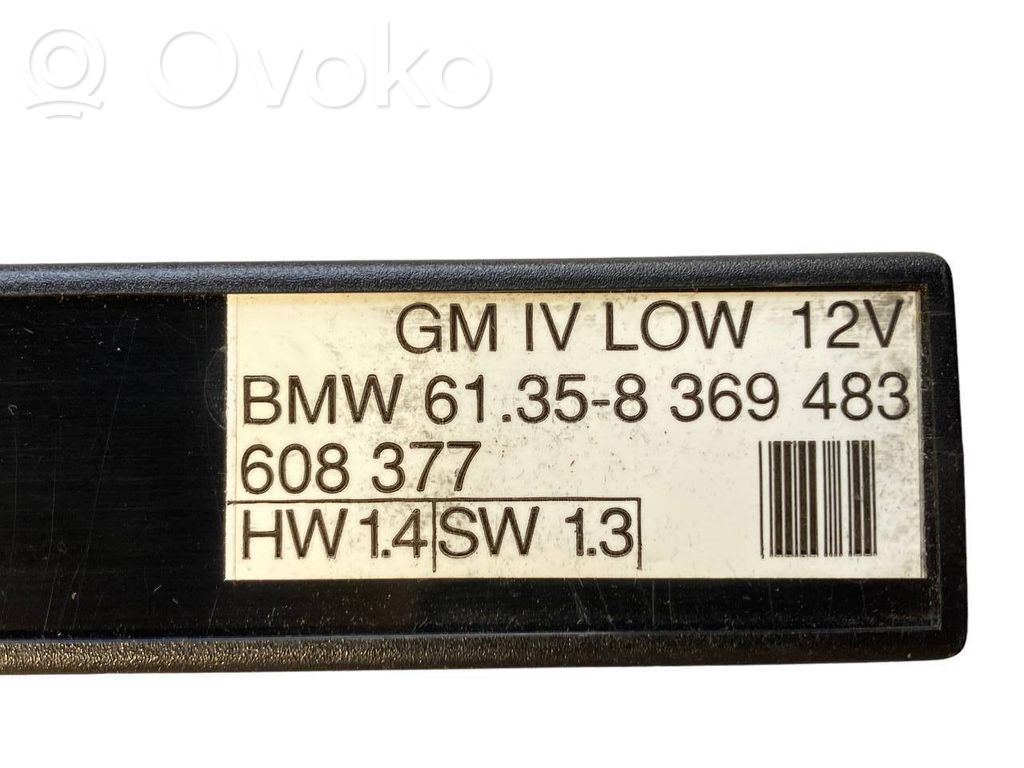 Ovoko
GM IV LOW 12V
BMW 61.35-8 369 483
608 377
HW 1.4 SW 1.3